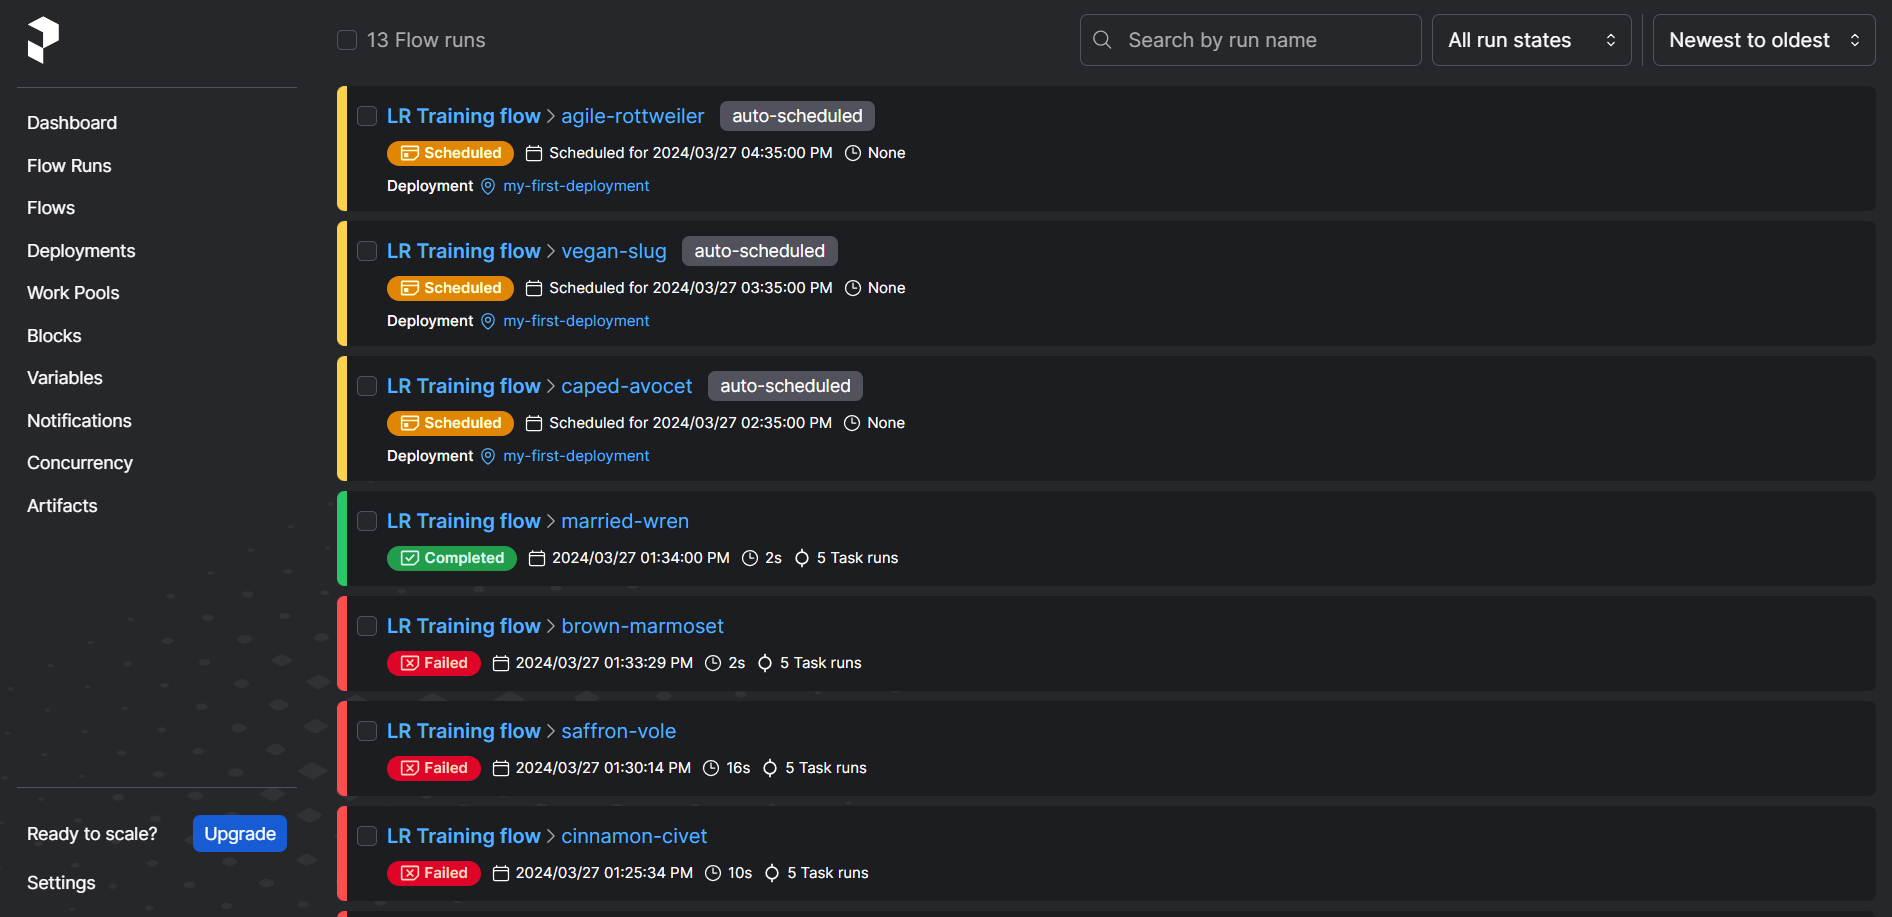 13 Flow runs
Search by run name
All run states
Newest to oldest
Dashboard
Flow Runs
Flows
Deployments
Work Pools
Blocks
Variables
Notifications
Concurrency
Artifacts
Ready to scale? Upgrade
Settings
LR Training flow > agile-rottweiler auto-scheduled
Scheduled Scheduled for 2024/03/27 04:35:00 PM None
Deployment my-first-deployment
LR Training flow > vegan-slug auto-scheduled
Scheduled Scheduled for 2024/03/27 03:35:00 PM None
Deployment my-first-deployment
LR Training flow > caped-avocet auto-scheduled
Scheduled Scheduled for 2024/03/27 02:35:00 PM None
Deployment my-first-deployment
LR Training flow > married-wren
Completed 2024/03/27 01:34:00 PM 2s 5 Task runs
LR Training flow > brown-marmoset
Failed 2024/03/27 01:33:29 PM 2s 5 Task runs
LR Training flow > saffron-vole
Failed 2024/03/27 01:30:14 PM 16s 5 Task runs
LR Training flow > cinnamon-civet
Failed 2024/03/27 01:25:34 PM 10s 5 Task runs